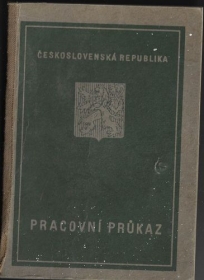 ČESKOSLOVENSKÁ REPUBLIKA
PRACOVNÍ PRŮKAZ